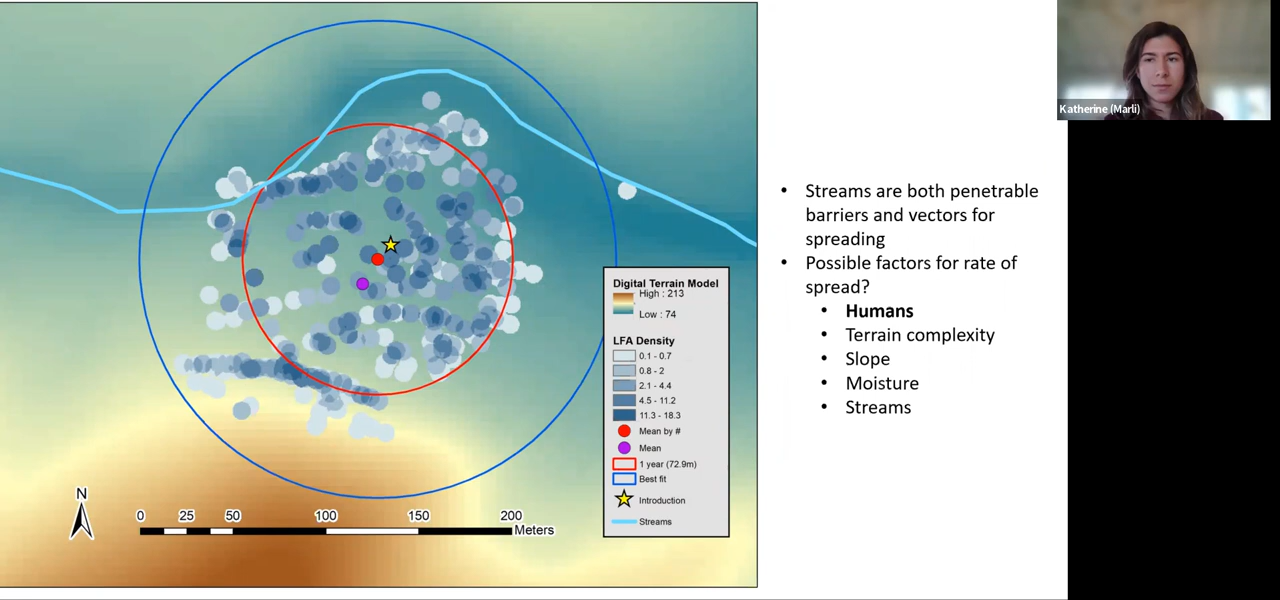 Katherine (Marli)
• Streams are both penetrable
barriers and vectors for
spreading
• Possible factors for rate of
spread?
• Humans
• Terrain complexity
• Slope
• Moisture
• Streams
Digital Terrain Model
High : 213
Low : 74
LFA Density
0.1 - 0.7
0.8 - 2
2.1 - 4.4
4.5 - 11.2
11.3 - 18.3
Mean by #
Mean
1 year (72.9m)
Best fit
Introduction
Streams
N
0 25 50 100 150 200
Meters